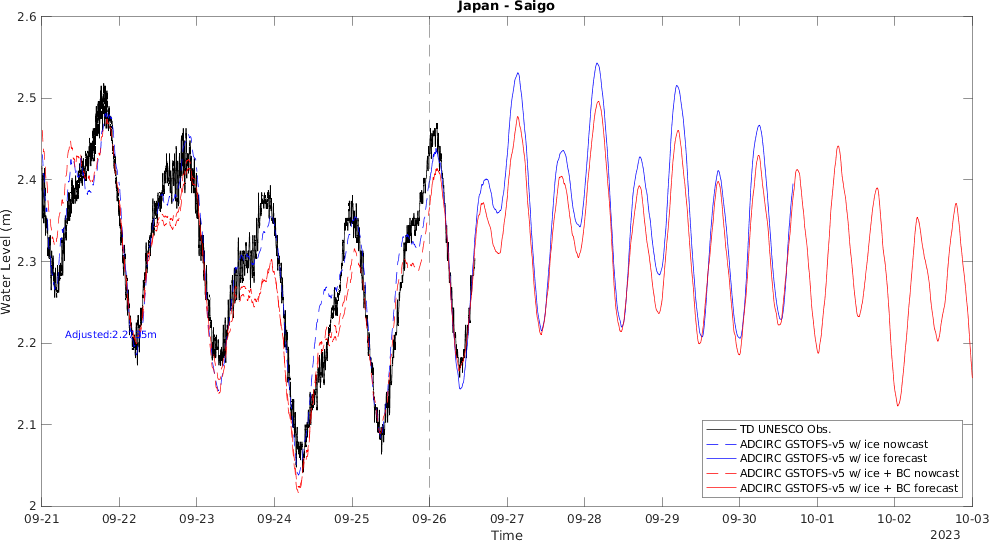 Japan - Saigo
Water Level (m)
2.6
2.5
2.4
2.3
2.2
2.1
2
TD UNESCO Obs.
ADCIRC GSTOFS-v5 w/ ice nowcast
ADCIRC GSTOFS-v5 w/ ice forecast
ADCIRC GSTOFS-v5 w/ ice + BC nowcast
ADCIRC GSTOFS-v5 w/ ice + BC forecast
09-21 09-22 09-23 09-24 09-25 09-26 09-27 09-28 09-29 09-30 10-01 10-02 10-03
Time
2023